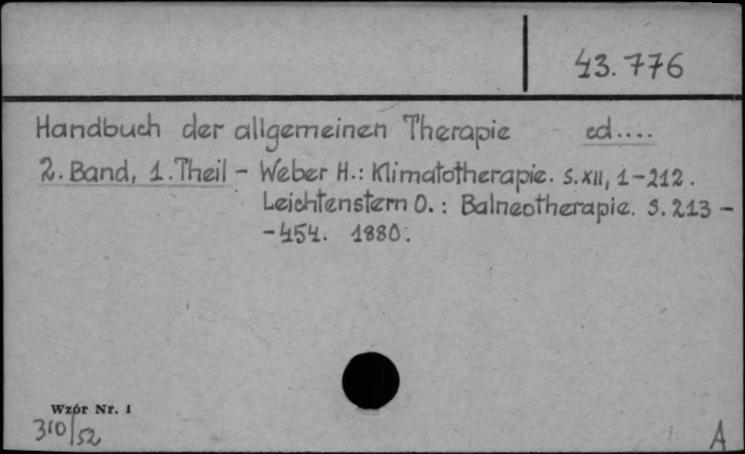 43.776
Handbuch der allgemeinen Therapie ed....
2. Band, 1. Theil - Weber H.: Klimatotherapie. S. XII, 1-212.
Leichtenstern O. : Balneotherapie. S. 213 -
- 454. 1880.
Wzór Nr. 1
310/52
A